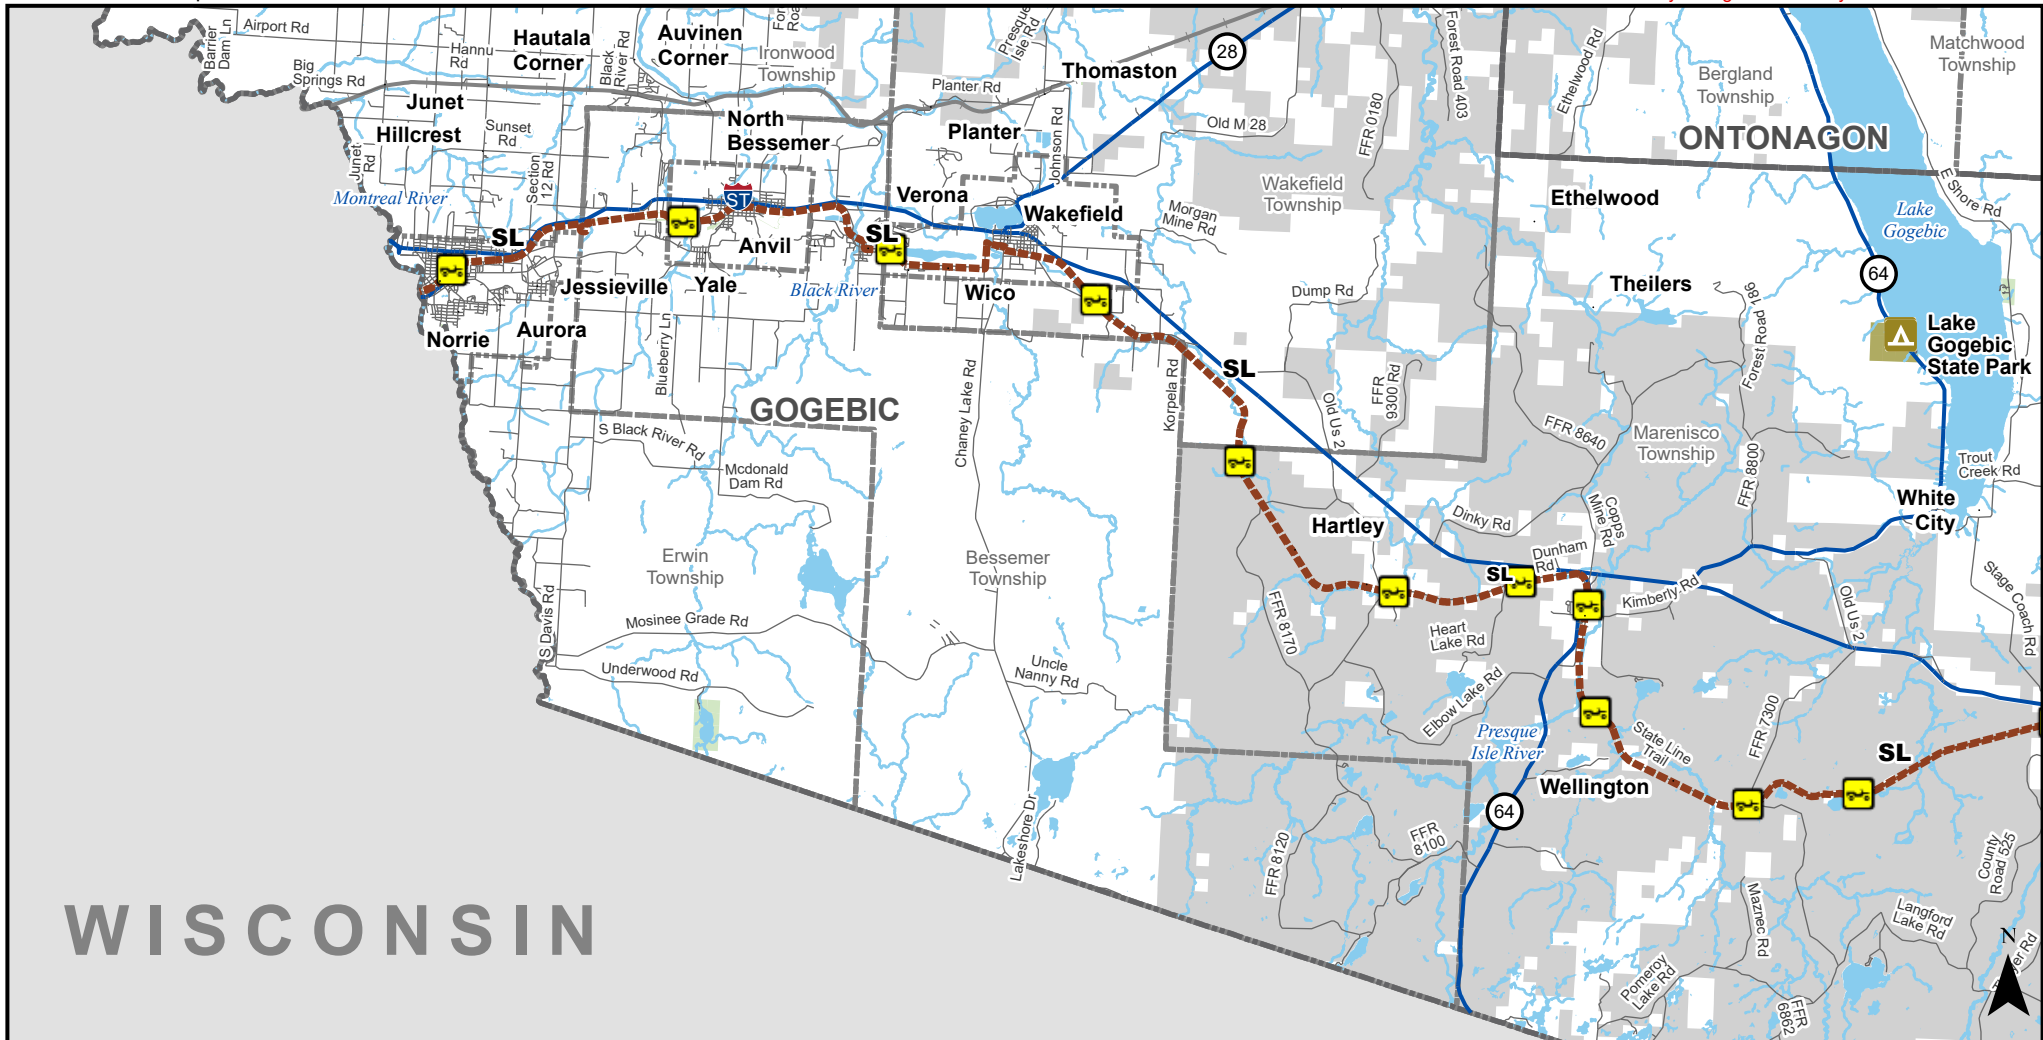 Airport Rd
Barrier
Dam Ln
Big
Springs Rd
Hannu
Rd
Hautala
Corner
Black
River Rd
Auvinen
Corner
Ironwood
Township
Presque
Isle Rd
Thomaston
28
Planter Rd
Forest Road 403
FFR 0180
Ethelwood Rd
Bergland
Township
Matchwood
Township
Junet
Hillcrest
Sunset
Rd
Junet
Rd
Section
12 Rd
North
Bessemer
Planter
Johnson Rd
Old M 28
ONTONAGON
E Shore Rd
Montreal River
Verona
Wakefield
Wakefield
Township
Morgan
Mine Rd
Ethelwood
Lake
Gogebic
SL
ST
Anvil
SL
Jessieville
Yale
Black River
Wico
Dump Rd
Theilers
64
Forest Road 186
Norrie
Aurora
Blueberry Ln
Lake
Gogebic
State Park
SL
Chaney Lake Rd
Korpela Rd
Old Us 2
FFR
9300 Rd
GOGEBIC
S Black River Rd
Mcdonald
Dam Rd
FFR 8640
Marenisco
Township
FFR 8800
Trout
Creek Rd
White
City
Hartley
Dinky Rd
Copps
Mine Rd
Dunham
Rd
SL
Kimberly Rd
Erwin
Township
Bessemer
Township
S Davis Rd
Mosinee Grade Rd
Underwood Rd
Uncle
Nanny Rd
FFR 8170
Heart
Lake Rd
Elbow Lake Rd
Old Us 2
Stage Coach Rd
Presque
Isle River
State Line
Trail
FFR 7300
SL
Wellington
64
Lakeshore Dr
FFR 8120
FFR
8100
County
Road 525
Maznec Rd
Langford
Lake Rd
Pomeroy
Lake Rd
FFR
6862
N
WISCONSIN